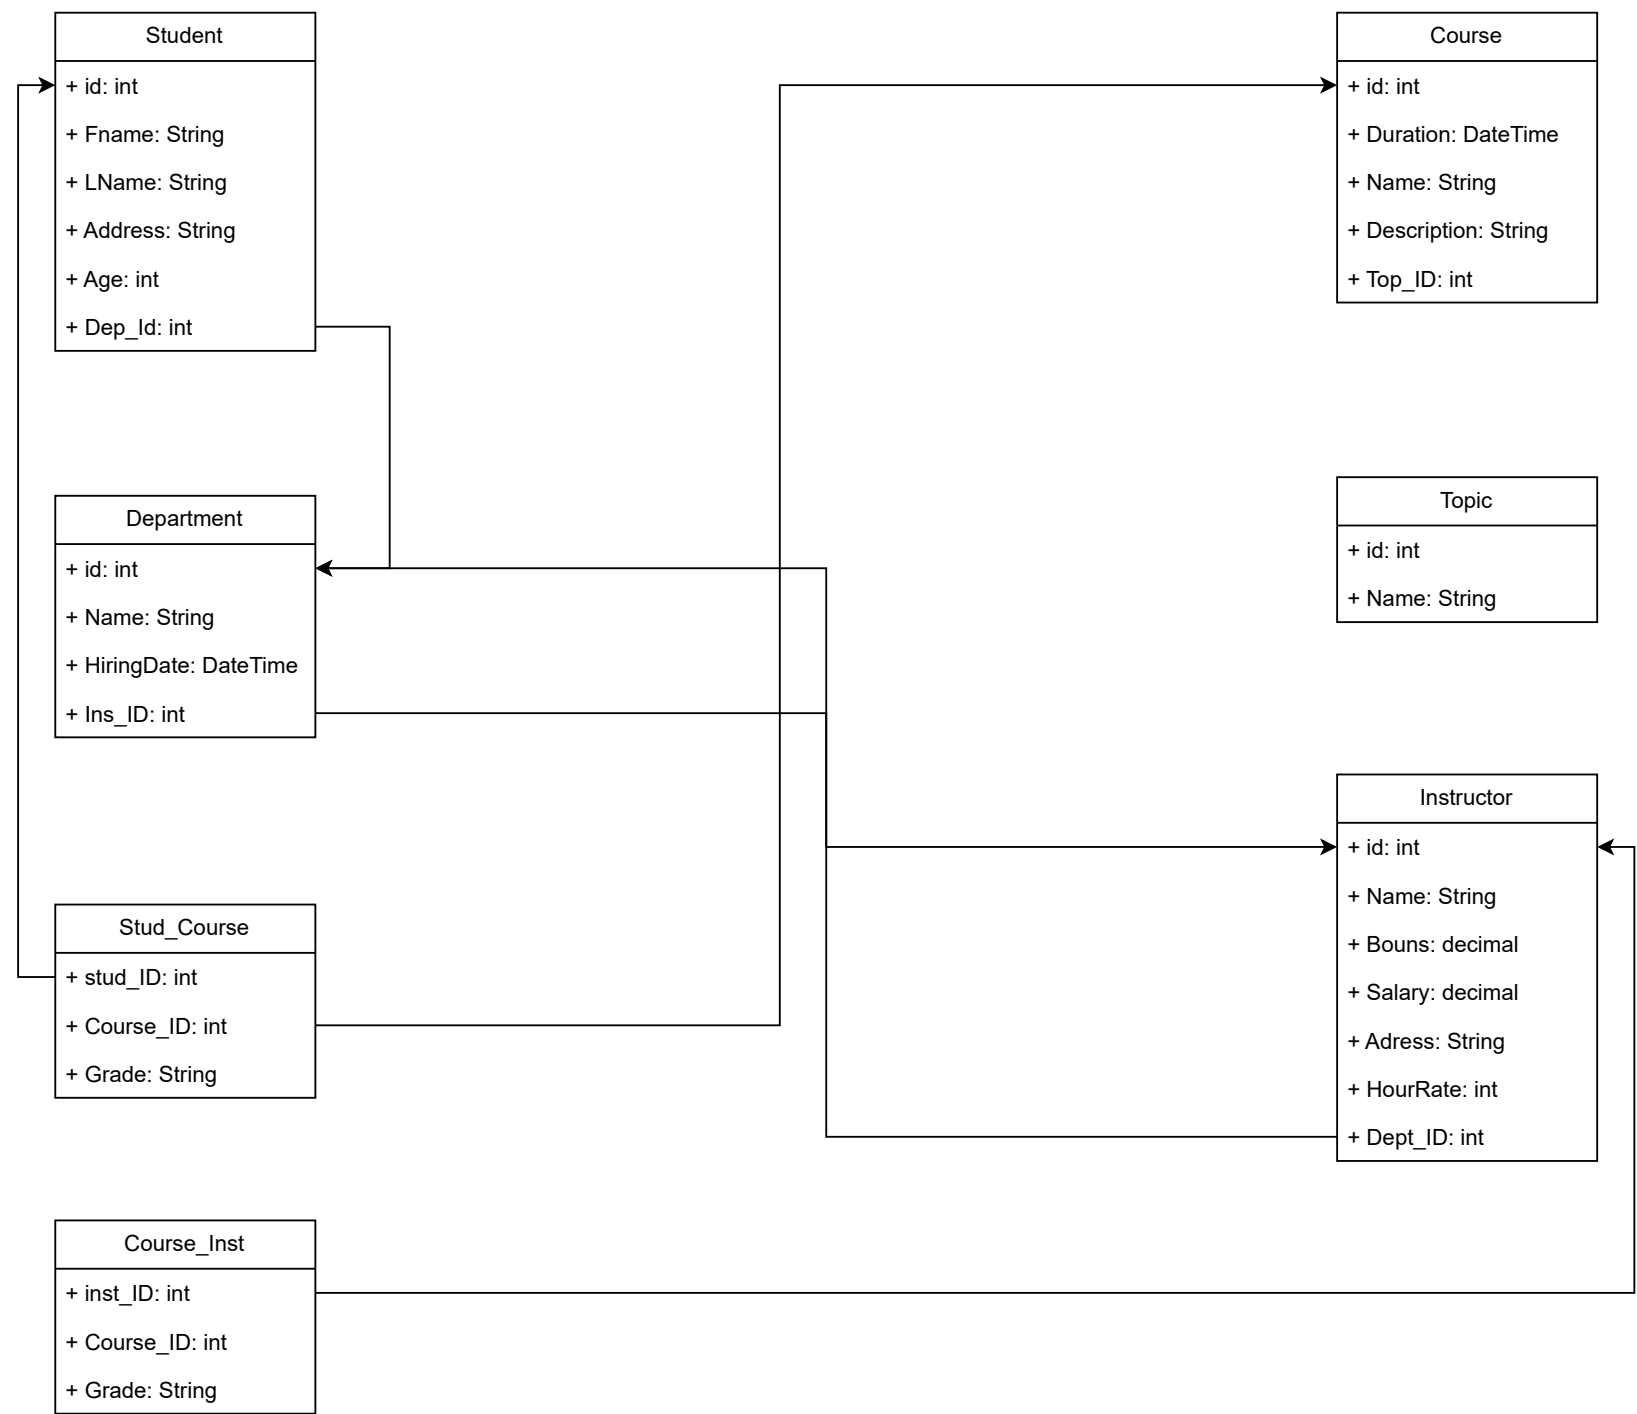 Student
+ id: int
+ Fname: String
+ LName: String
+ Address: String
+ Age: int
+ Dep_Id: int
Course
+ id: int
+ Duration: DateTime
+ Name: String
+ Description: String
+ Top_ID: int
Department
+ id: int
+ Name: String
+ HiringDate: DateTime
+ Ins_ID: int
Topic
+ id: int
+ Name: String
Instructor
+ id: int
+ Name: String
+ Bouns: decimal
+ Salary: decimal
+ Adress: String
+ HourRate: int
+ Dept_ID: int
Stud_Course
+ stud_ID: int
+ Course_ID: int
+ Grade: String
Course_Inst
+ inst_ID: int
+ Course_ID: int
+ Grade: String